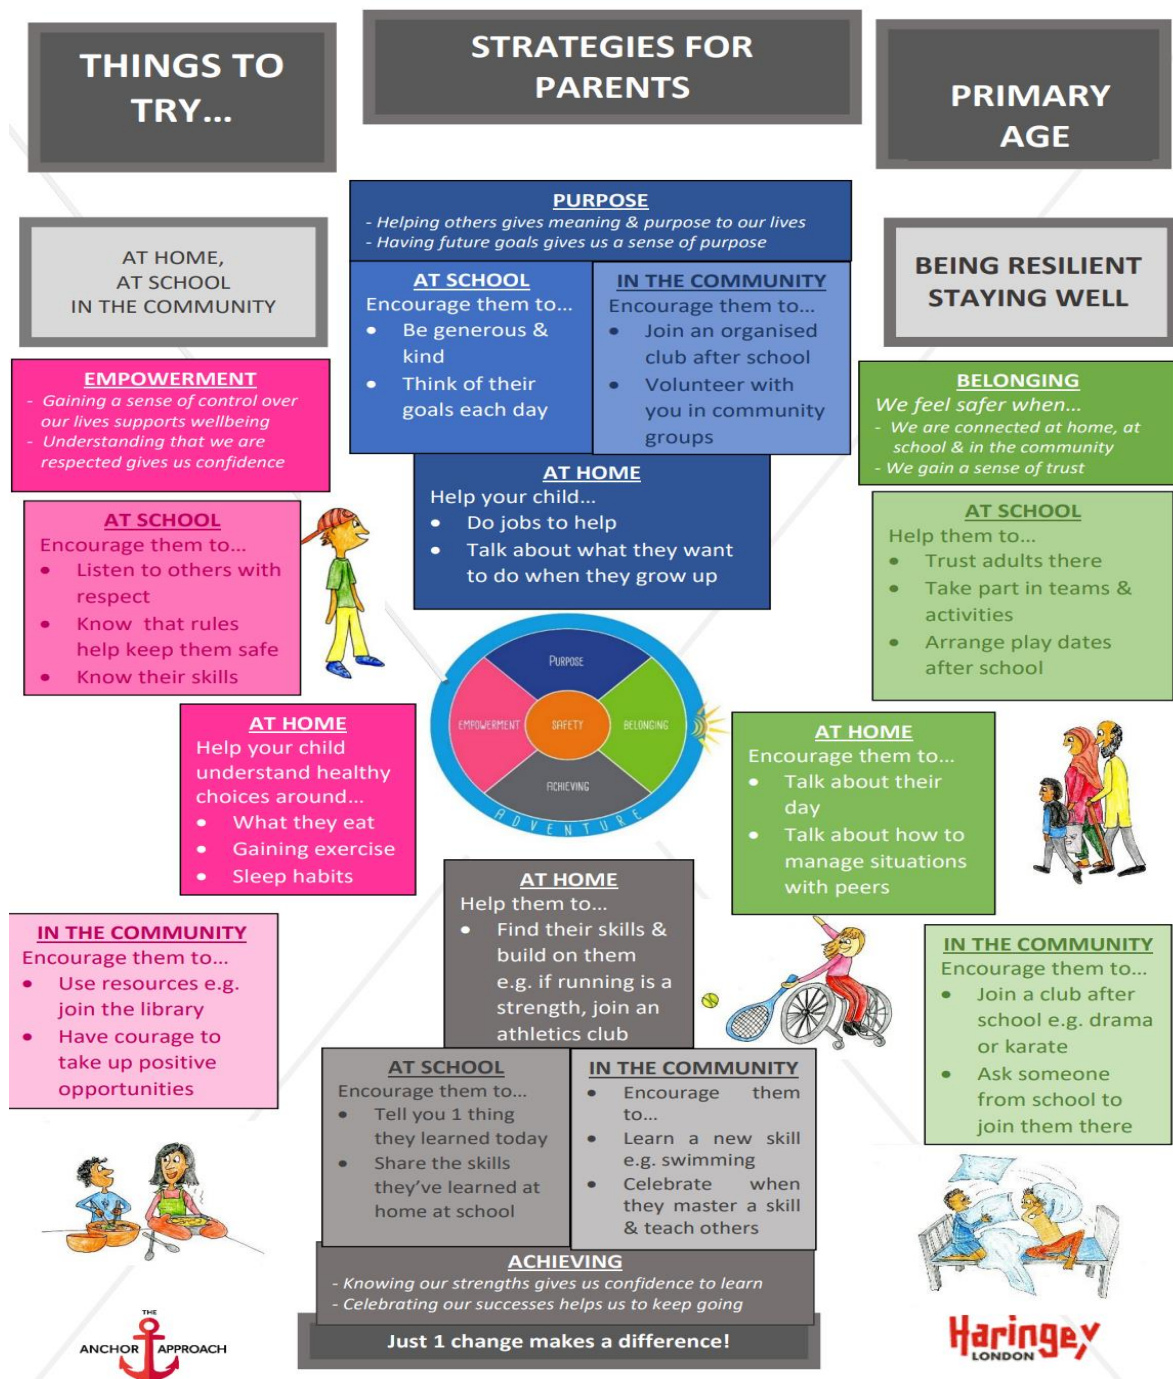 THINGS TO
TRY...
STRATEGIES FOR
PARENTS
PRIMARY
AGE
AT HOME,
AT SCHOOL
IN THE COMMUNITY
PURPOSE
- Helping others gives meaning & purpose to our lives
- Having future goals gives us a sense of purpose
BEING RESILIENT
STAYING WELL
AT SCHOOL
Encourage them to...
• Be generous &
kind
• Think of their
goals each day
IN THE COMMUNITY
Encourage them to...
• Join an organised
club after school
• Volunteer with
you in community
groups
AT HOME
Help your child...
• Do jobs to help
• Talk about what they want
to do when they grow up
EMPOWERMENT
- Gaining a sense of control over
our lives supports wellbeing
- Understanding that we are
respected gives us confidence
AT SCHOOL
Encourage them to...
• Listen to others with
respect
• Know that rules
help keep them safe
• Know their skills
AT HOME
Help your child
understand healthy
choices around...
• What they eat
• Gaining exercise
• Sleep habits
IN THE COMMUNITY
Encourage them to...
• Use resources e.g.
join the library
• Have courage to
take up positive
opportunities
PURPOSE
EMPOWERMENT
SAFETY
BELONGING
ACHIEVING
ADVENTURE
BELONGING
We feel safer when...
- We are connected at home, at
school & in the community
- We gain a sense of trust
AT SCHOOL
Help them to...
• Trust adults there
• Take part in teams &
activities
• Arrange play dates
after school
AT HOME
Encourage them to...
• Talk about their
day
• Talk about how to
manage situations
with peers
IN THE COMMUNITY
Encourage them to...
• Join a club after
school e.g. drama
or karate
• Ask someone
from school to
join them there
AT HOME
Help them to...
• Find their skills &
build on them
e.g. if running is a
strength, join an
athletics club
AT SCHOOL
Encourage them to...
• Tell you 1 thing
they learned today
• Share the skills
they've learned at
home at school
IN THE COMMUNITY
• Encourage them
to...
• Learn a new skill
e.g. swimming
• Celebrate when
they master a skill
& teach others
ACHIEVING
- Knowing our strengths gives us confidence to learn
- Celebrating our successes helps us to keep going
Just 1 change makes a difference!
THE
ANCHOR APPROACH
Haringey
LONDON